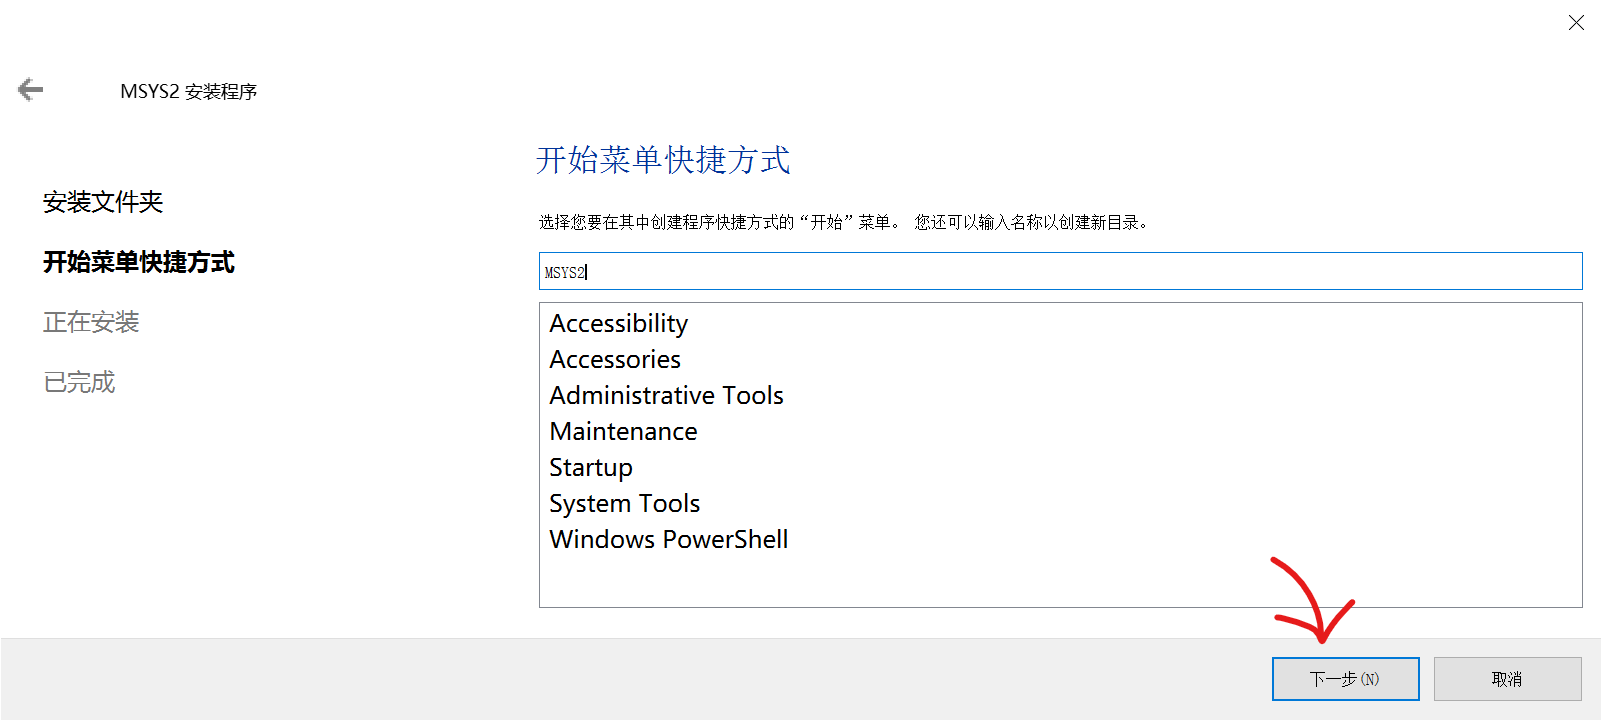 MSYS2 安装程序
安装文件夹
开始菜单快捷方式
正在安装
已完成
开始菜单快捷方式
选择您要在其中创建程序快捷方式的“开始”菜单。 您还可以输入名称以创建新目录。
MSYS2
Accessibility
Accessories
Administrative Tools
Maintenance
Startup
System Tools
Windows PowerShell
下一步(N)
取消